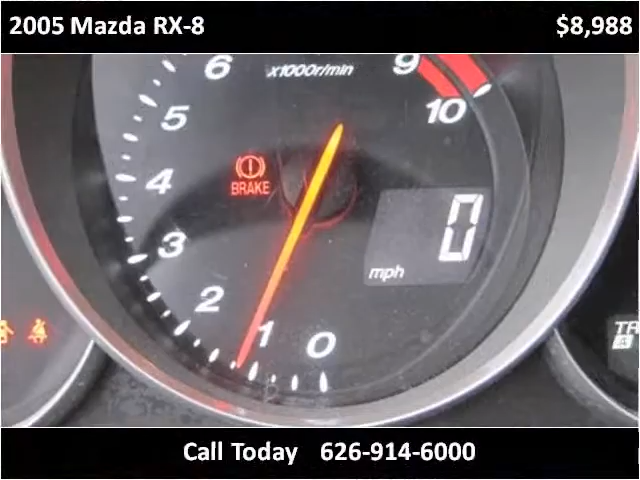 2005 Mazda RX-8 $8,988
6 x1000r/min 9
5 10
4
BRAKE
3
0
mph
2
1 0
Call Today 626-914-6000